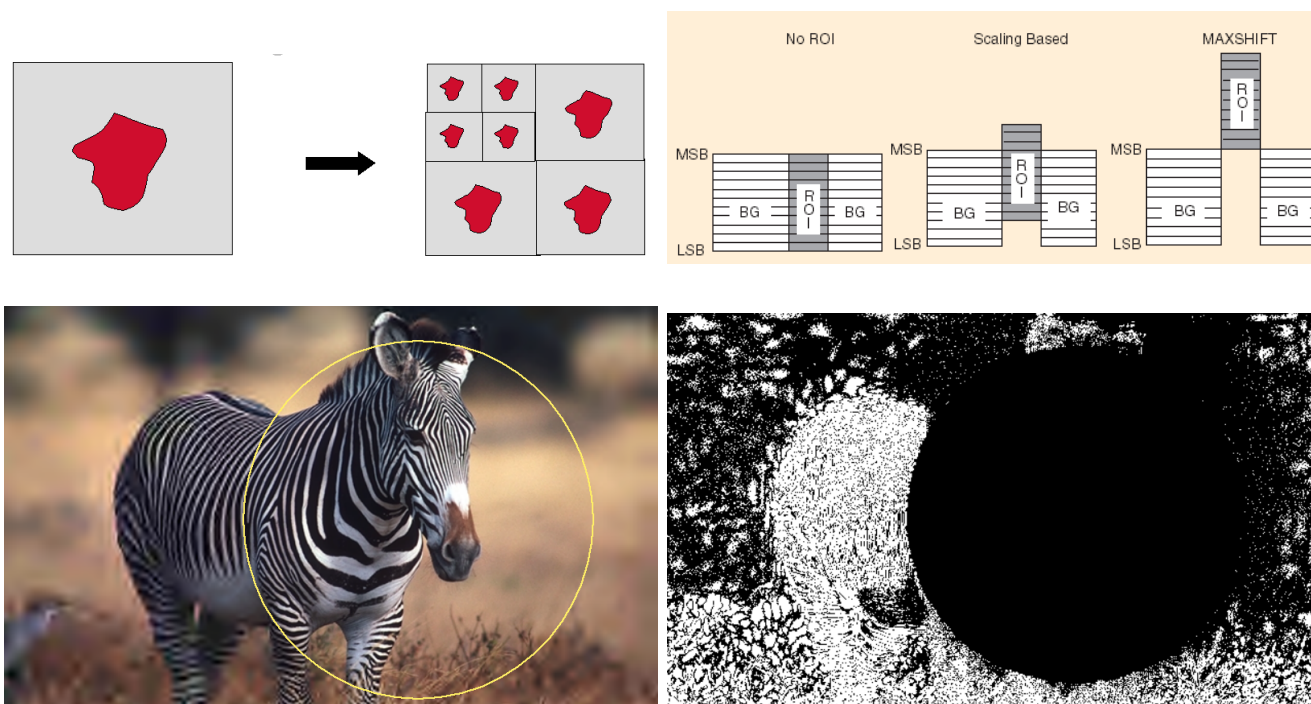 No ROI
Scaling Based
MAXSHIFT
MSB
BG
R
O
I
BG
LSB
MSB
BG
R
O
I
BG
LSB
MSB
BG
R
O
I
BG
LSB